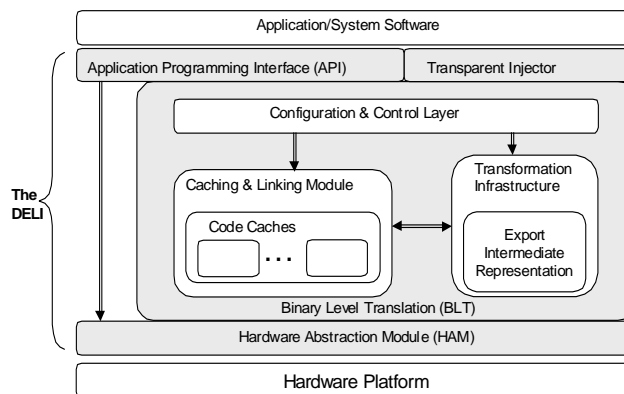 Application/System Software
Application Programming Interface (API)
Transparent Injector
Configuration & Control Layer
Caching & Linking Module
Transformation
Infrastructure
The
DELI
Code Caches
...
Export
Intermediate
Representation
Binary Level Translation (BLT)
Hardware Abstraction Module (HAM)
Hardware Platform